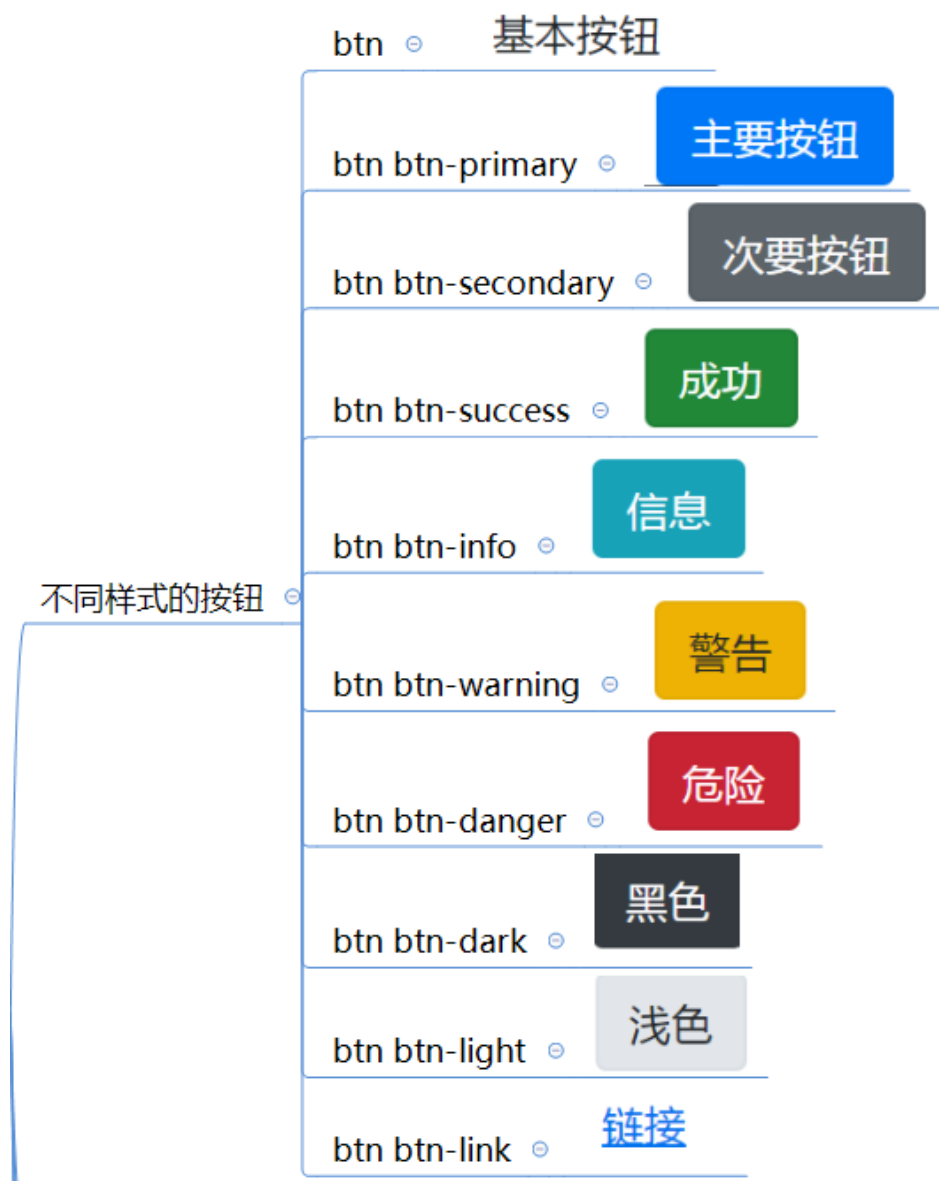 btn 基本按钮
btn btn-primary 主要按钮
btn btn-secondary 次要按钮
btn btn-success 成功
btn btn-info 信息
不同样式的按钮
btn btn-warning 警告
btn btn-danger 危险
btn btn-dark 黑色
btn btn-light 浅色
btn btn-link 链接